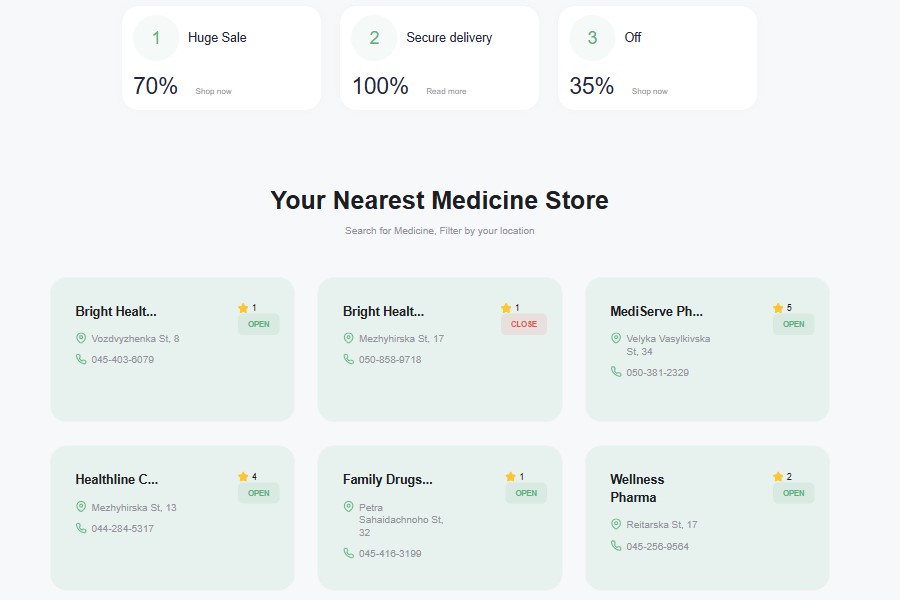 1 Huge Sale
70% Shop now
2 Secure delivery
100% Read more
3 Off
35% Shop now
Your Nearest Medicine Store
Search for Medicine, Filter by your location
Bright Healt...
1
OPEN
Vozdvyzhenka St, 8
045-403-6079
Bright Healt...
1
CLOSE
Mezhyhirska St, 17
050-858-9718
MediServe Ph...
5
OPEN
Velyka Vasylkivska
St, 34
050-381-2329
Healthline C...
4
OPEN
Mezhyhirska St, 13
044-284-5317
Family Drugs...
1
OPEN
Petra
Sahaidachnoho St,
32
045-416-3199
Wellness
Pharma
2
OPEN
Reitarska St, 17
045-256-9564